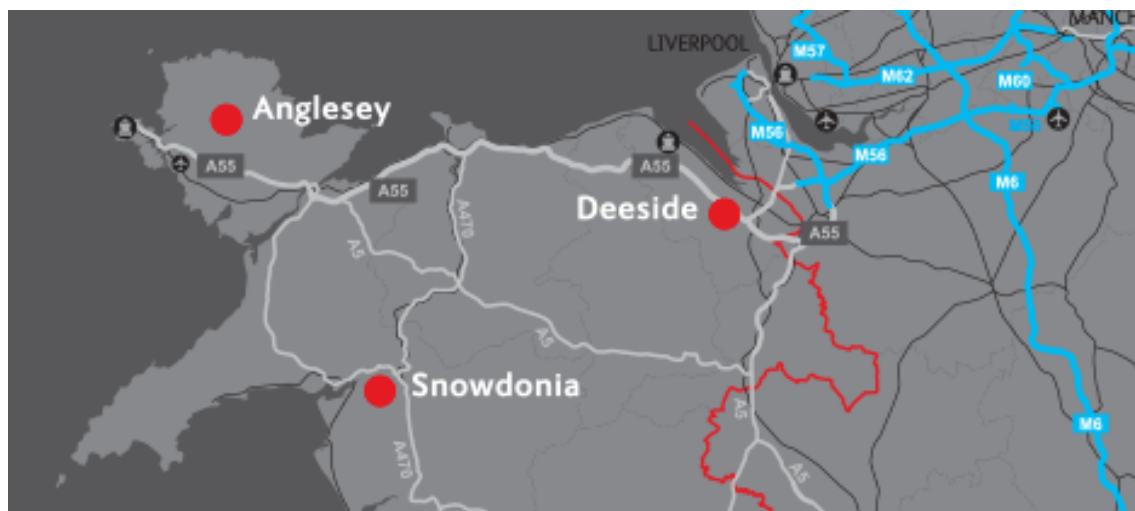 MANCH
LIVERPOOL
M57
M62
M60
Anglesey
M56
M56
A55
A55
A55
M6
Deeside
A470
A55
A5
A5
Snowdonia
A5
M6
A470
A5